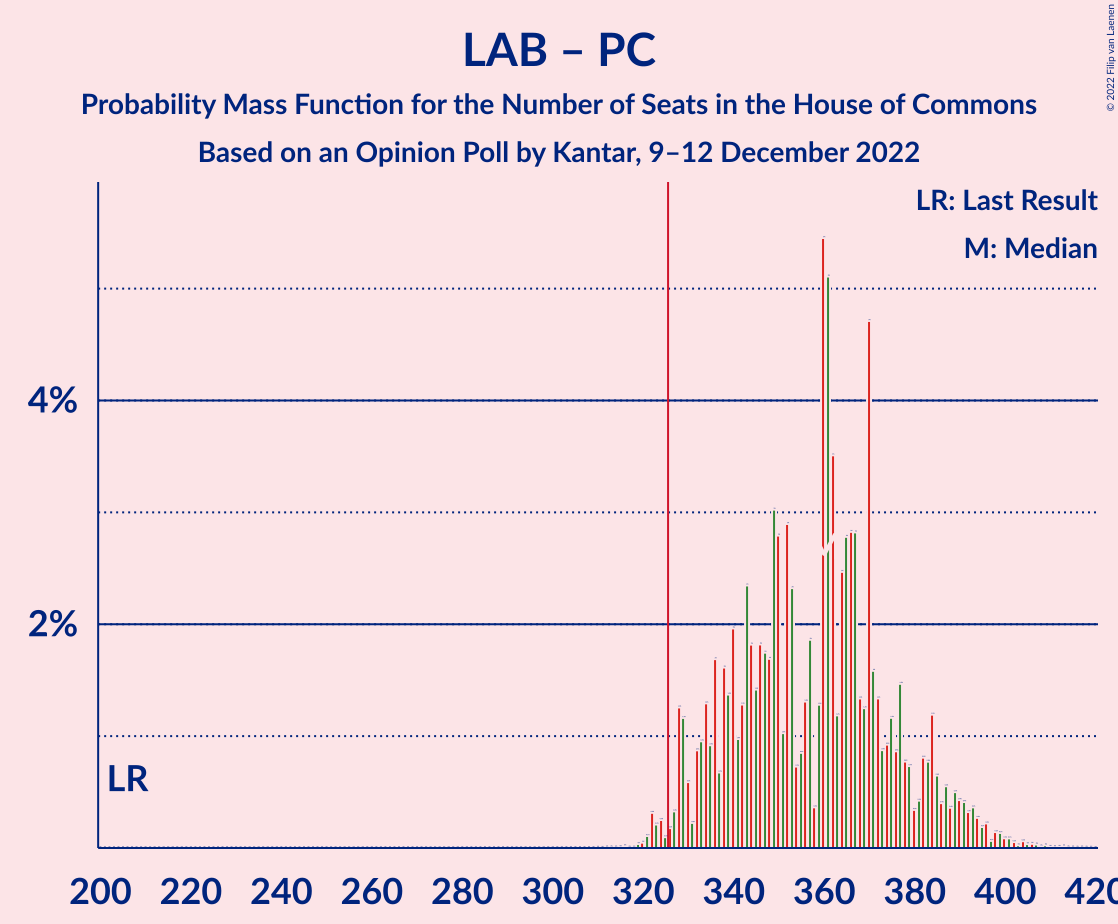 LAB – PC
Probability Mass Function for the Number of Seats in the House of Commons
Based on an Opinion Poll by Kantar, 9–12 December 2022
© 2022 Filip van Laenen
LR: Last Result
M: Median
4%
2%
LR
200 220 240 260 280 300 320 340 360 380 400 420